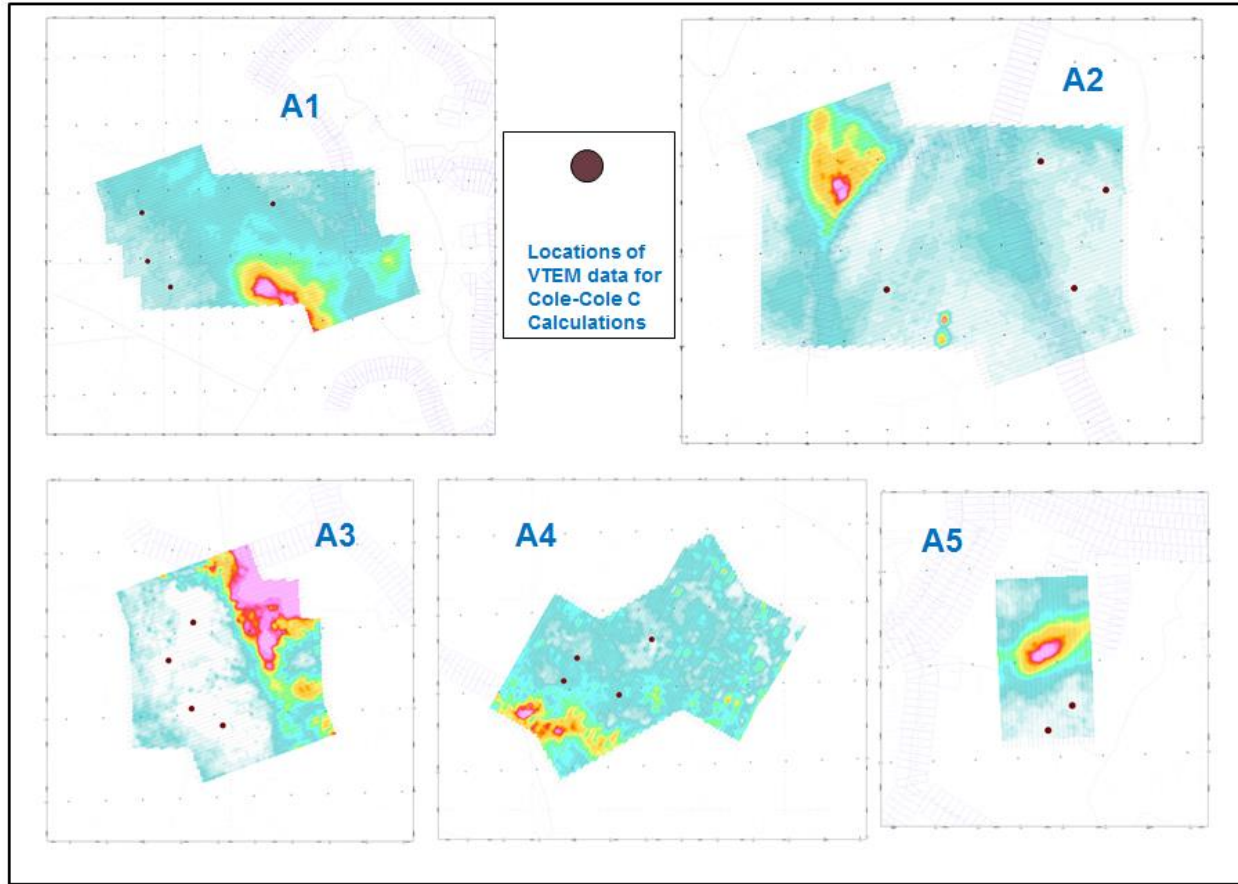 A1
A2
Locations of
VTEM data for
Cole-Cole C
Calculations
A3
A4
A5